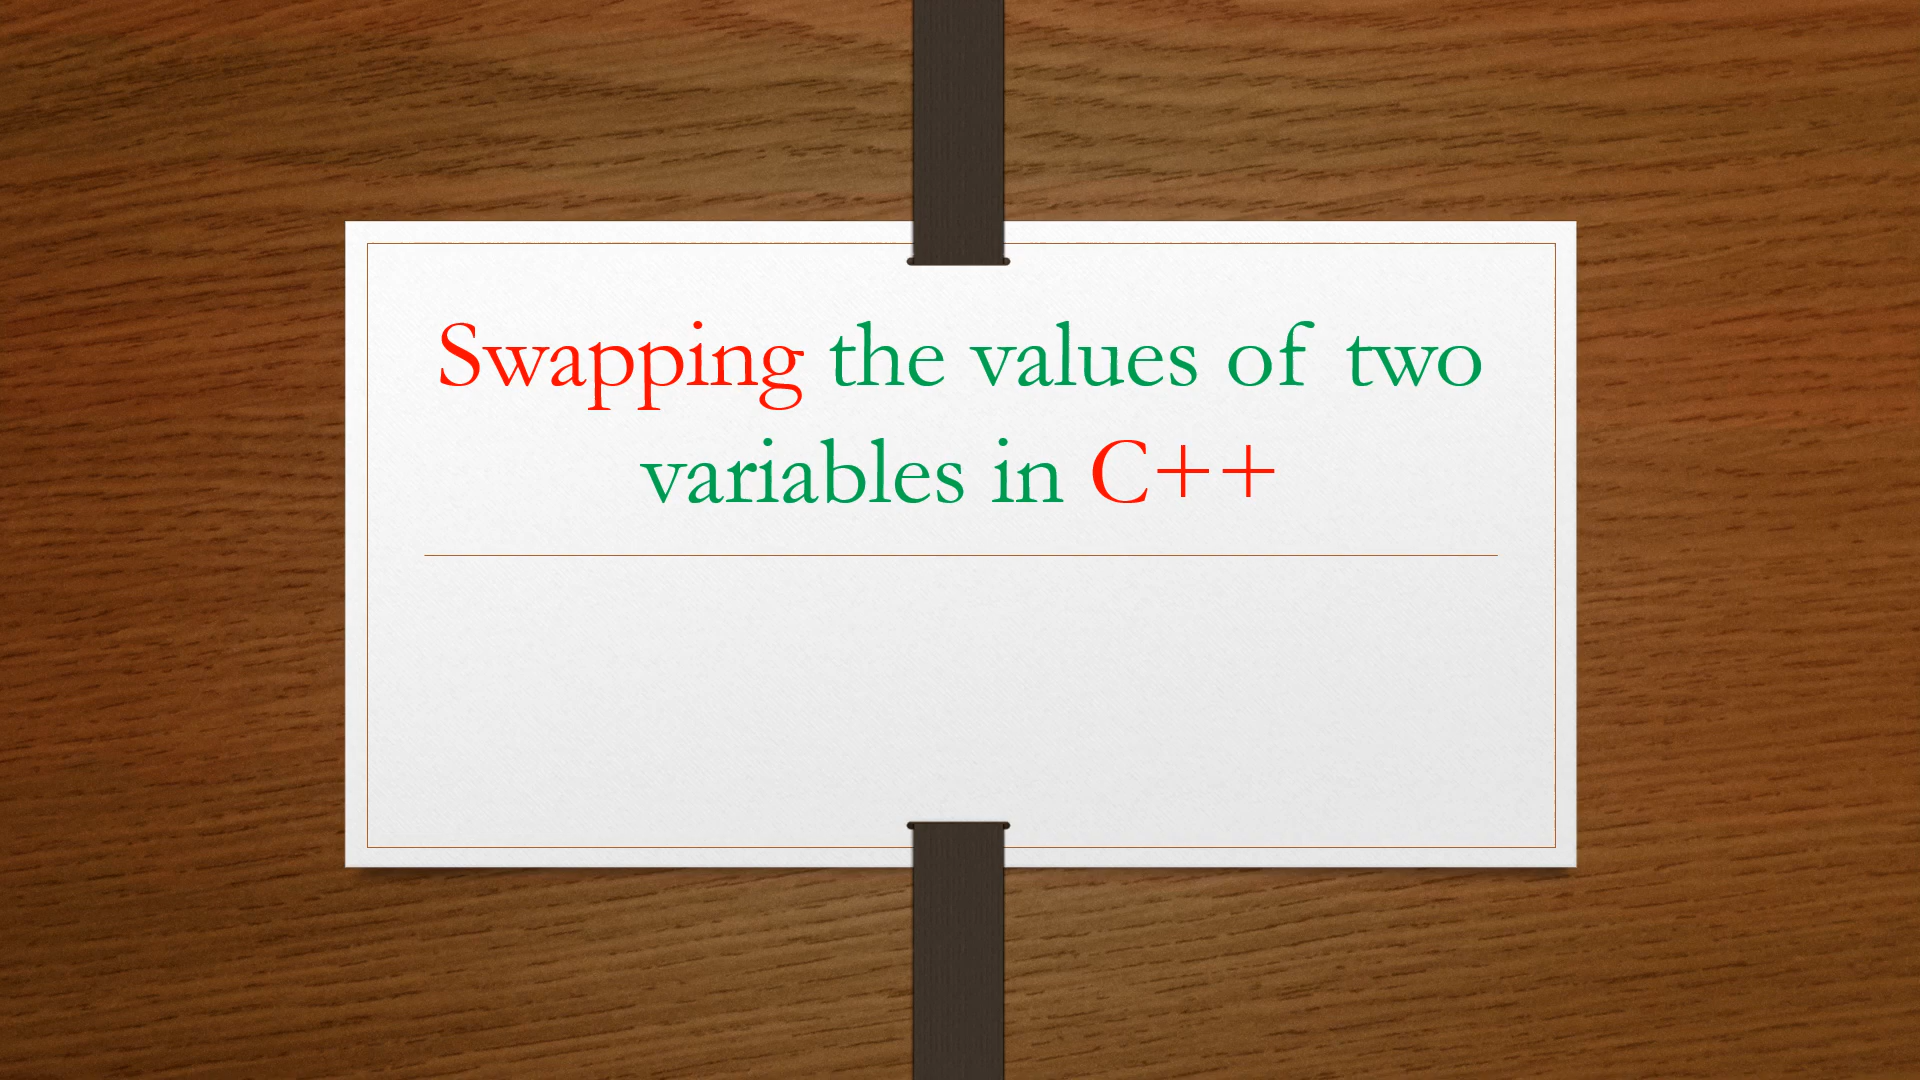 Swapping the values of two
variables in C++